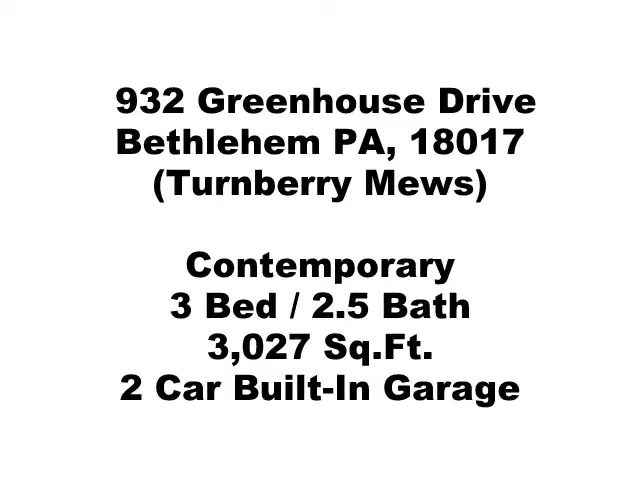 932 Greenhouse Drive
Bethlehem PA, 18017
(Turnberry Mews)
Contemporary
3 Bed / 2.5 Bath
3,027 Sq.Ft.
2 Car Built-In Garage